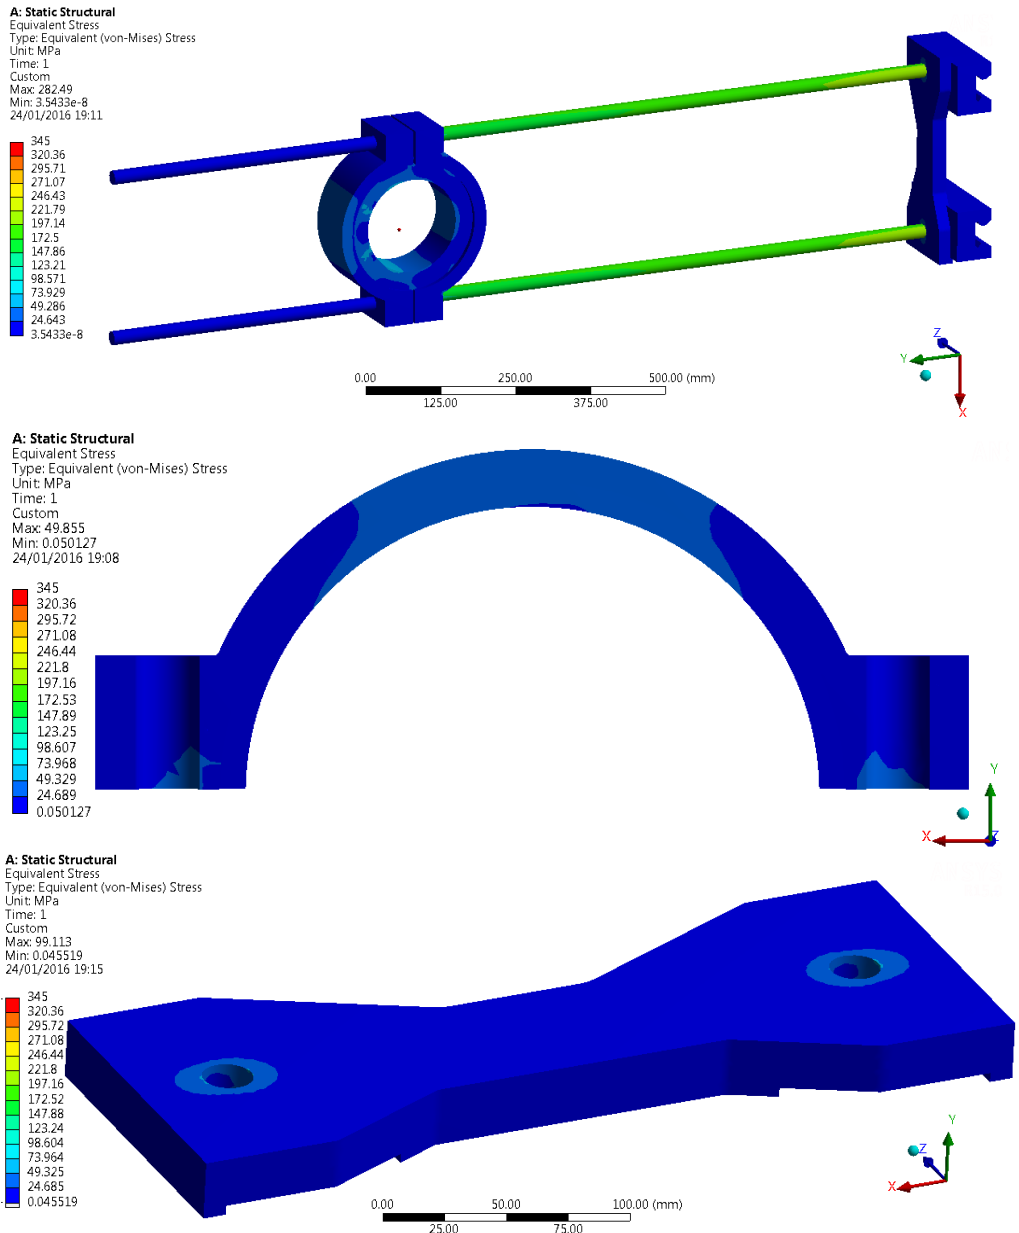 A: Static Structural
Equivalent Stress
Type: Equivalent (von-Mises) Stress
Unit: MPa
Time: 1
Custom
Max: 282.49
Min: 3.5433e-8
24/01/2016 19:11
345
320.36
295.71
271.07
246.43
221.79
197.14
172.5
147.86
123.21
98.571
73.929
49.286
24.643
3.5433e-8
Z
Y
X
0.00 250.00 500.00 (mm)
125.00 375.00
A: Static Structural
Equivalent Stress
Type: Equivalent (von-Mises) Stress
Unit: MPa
Time: 1
Custom
Max: 49.855
Min: 0.050127
24/01/2016 19:08
345
320.36
295.72
271.08
246.44
221.8
197.16
172.53
147.89
123.25
98.607
73.968
49.329
24.689
0.050127
Y
X
Z
A: Static Structural
Equivalent Stress
Type: Equivalent (von-Mises) Stress
Unit: MPa
Time: 1
Custom
Max: 99.113
Min: 0.045519
24/01/2016 19:15
345
320.36
295.72
271.08
246.44
221.8
197.16
172.52
147.88
123.24
98.604
73.964
49.325
24.685
0.045519
Y
Z
X
0.00 50.00 100.00 (mm)
25.00 75.00